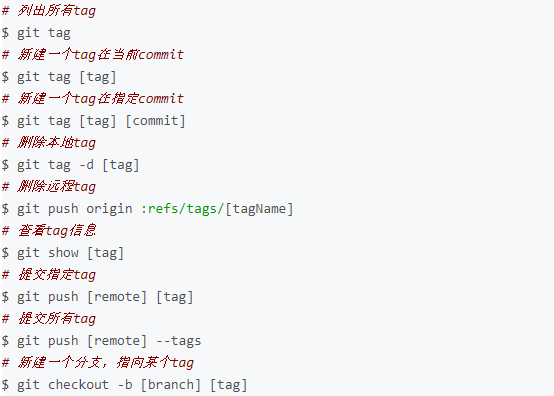 # 列出所有tag
$ git tag
# 新建一个tag在当前commit
$ git tag [tag]
# 新建一个tag在指定commit
$ git tag [tag] [commit]
# 删除本地tag
$ git tag -d [tag]
# 删除远程tag
$ git push origin :refs/tags/[tagName]
# 查看tag信息
$ git show [tag]
# 提交指定tag
$ git push [remote] [tag]
# 提交所有tag
$ git push [remote] --tags
# 新建一个分支，指向某个tag
$ git checkout -b [branch] [tag]